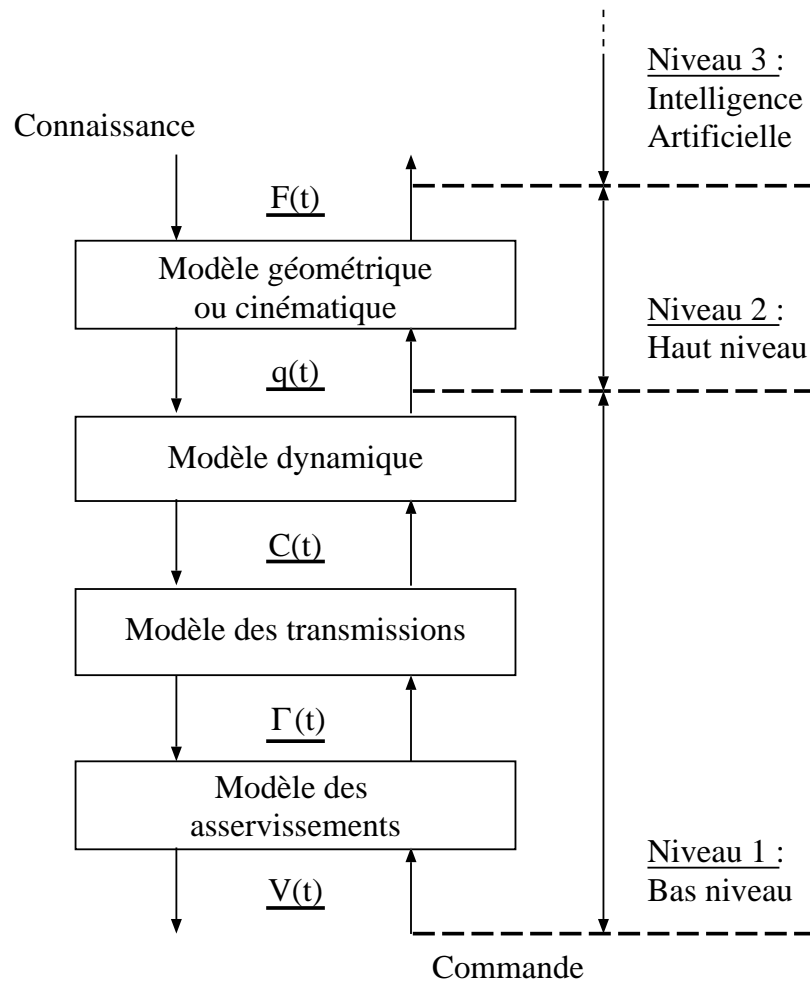 Niveau 3 :
Intelligence
Artificielle
Connaissance
F(t)
Modèle géométrique
ou cinématique
Niveau 2 :
Haut niveau
q(t)
Modèle dynamique
C(t)
Modèle des transmissions
Γ(t)
Modèle des
asservissements
Niveau 1 :
Bas niveau
V(t)
Commande